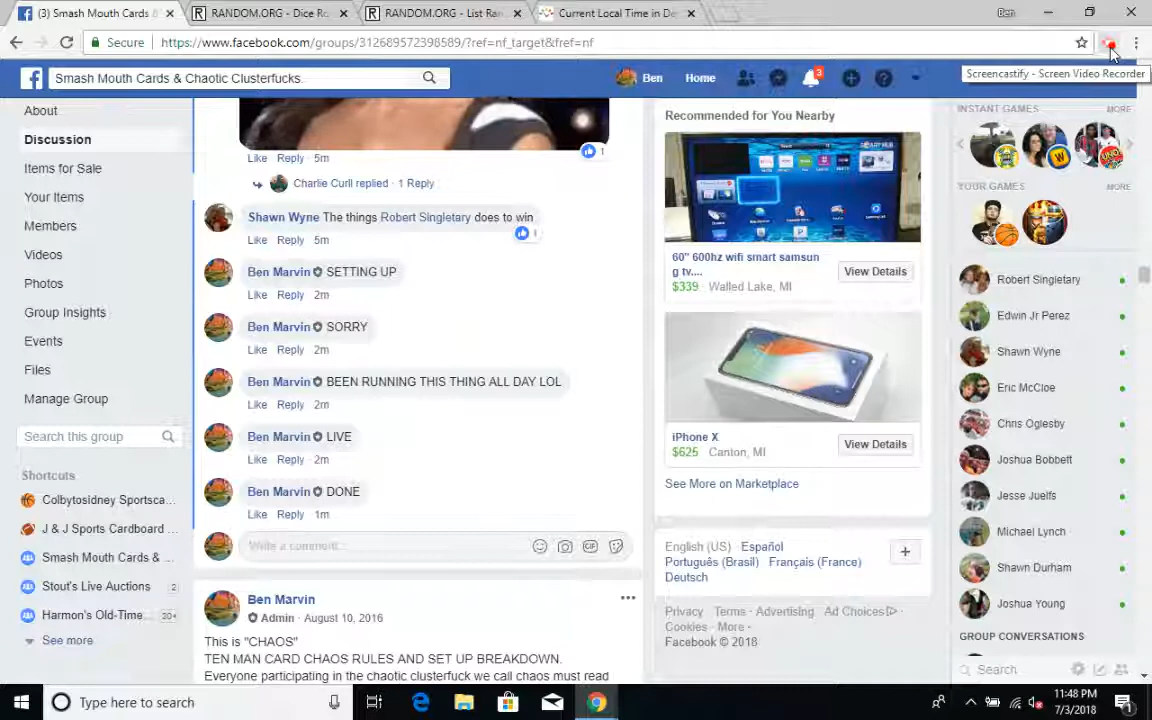 (3) Smash Mouth Cards &
RANDOM.ORG - Dice Ro
RANDOM.ORG - List Ran
Current Local Time in De
Ben
Secure
https://www.facebook.com/groups/312689572398589/?ref=nf_target&fref=nf
Screencastify - Screen Video Recorder
Smash Mouth Cards & Chaotic Clusterfucks.
Ben
Home
3
About
Discussion
Items for Sale
Your Items
Members
Videos
Photos
Group Insights
Events
Files
Manage Group
Search this group
Shortcuts
Colbytosidney Sportsca...
J & J Sports Cardboard ...
Smash Mouth Cards & ...
Stout's Live Auctions 2
Harmon's Old-Time... 20+
See more
Like Reply 5m
1
Charlie Curll replied · 1 Reply
Shawn Wyne The things Robert Singletary does to win
1
Like Reply 5m
Ben Marvin SETTING UP
Like Reply 2m
Ben Marvin SORRY
Like Reply 2m
Ben Marvin BEEN RUNNING THIS THING ALL DAY LOL
Like Reply 2m
Ben Marvin LIVE
Like Reply 2m
Ben Marvin DONE
Like Reply 1m
Write a comment...
GIF
Ben Marvin
Admin · August 10, 2016
This is "CHAOS"
TEN MAN CARD CHAOS RULES AND SET UP BREAKDOWN.
Everyone participating in the chaotic clusterfuck we call chaos must read
Recommended for You Nearby
60" 600hz wifi smart samsun
g tv....
$339 · Walled Lake, MI
View Details
iPhone X
$625 · Canton, MI
View Details
See More on Marketplace
English (US) · Español
Português (Brasil) · Français (France)
Deutsch
Privacy · Terms · Advertising · Ad Choices
Cookies · More
Facebook © 2018
INSTANT GAMES MORE
YOUR GAMES MORE
Robert Singletary
Edwin Jr Perez
Shawn Wyne
Eric McCloe
Chris Oglesby
Joshua Bobbett
Jesse Juelfs
Michael Lynch
Shawn Durham
Joshua Young
GROUP CONVERSATIONS
Search
Type here to search
11:48 PM
7/3/2018
1